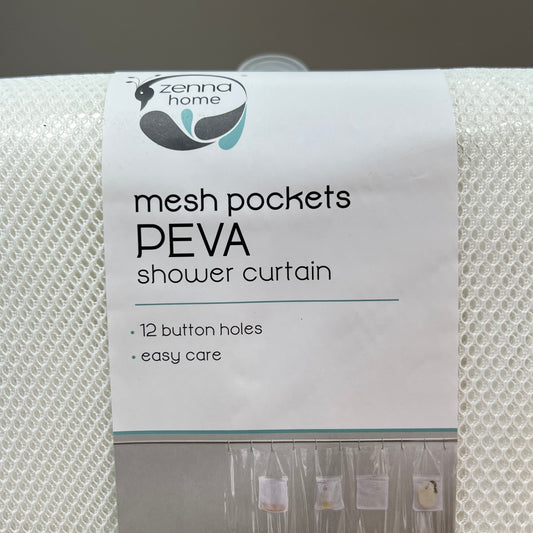 zenna
home
mesh pockets
PEVA
shower curtain
• 12 button holes
• easy care